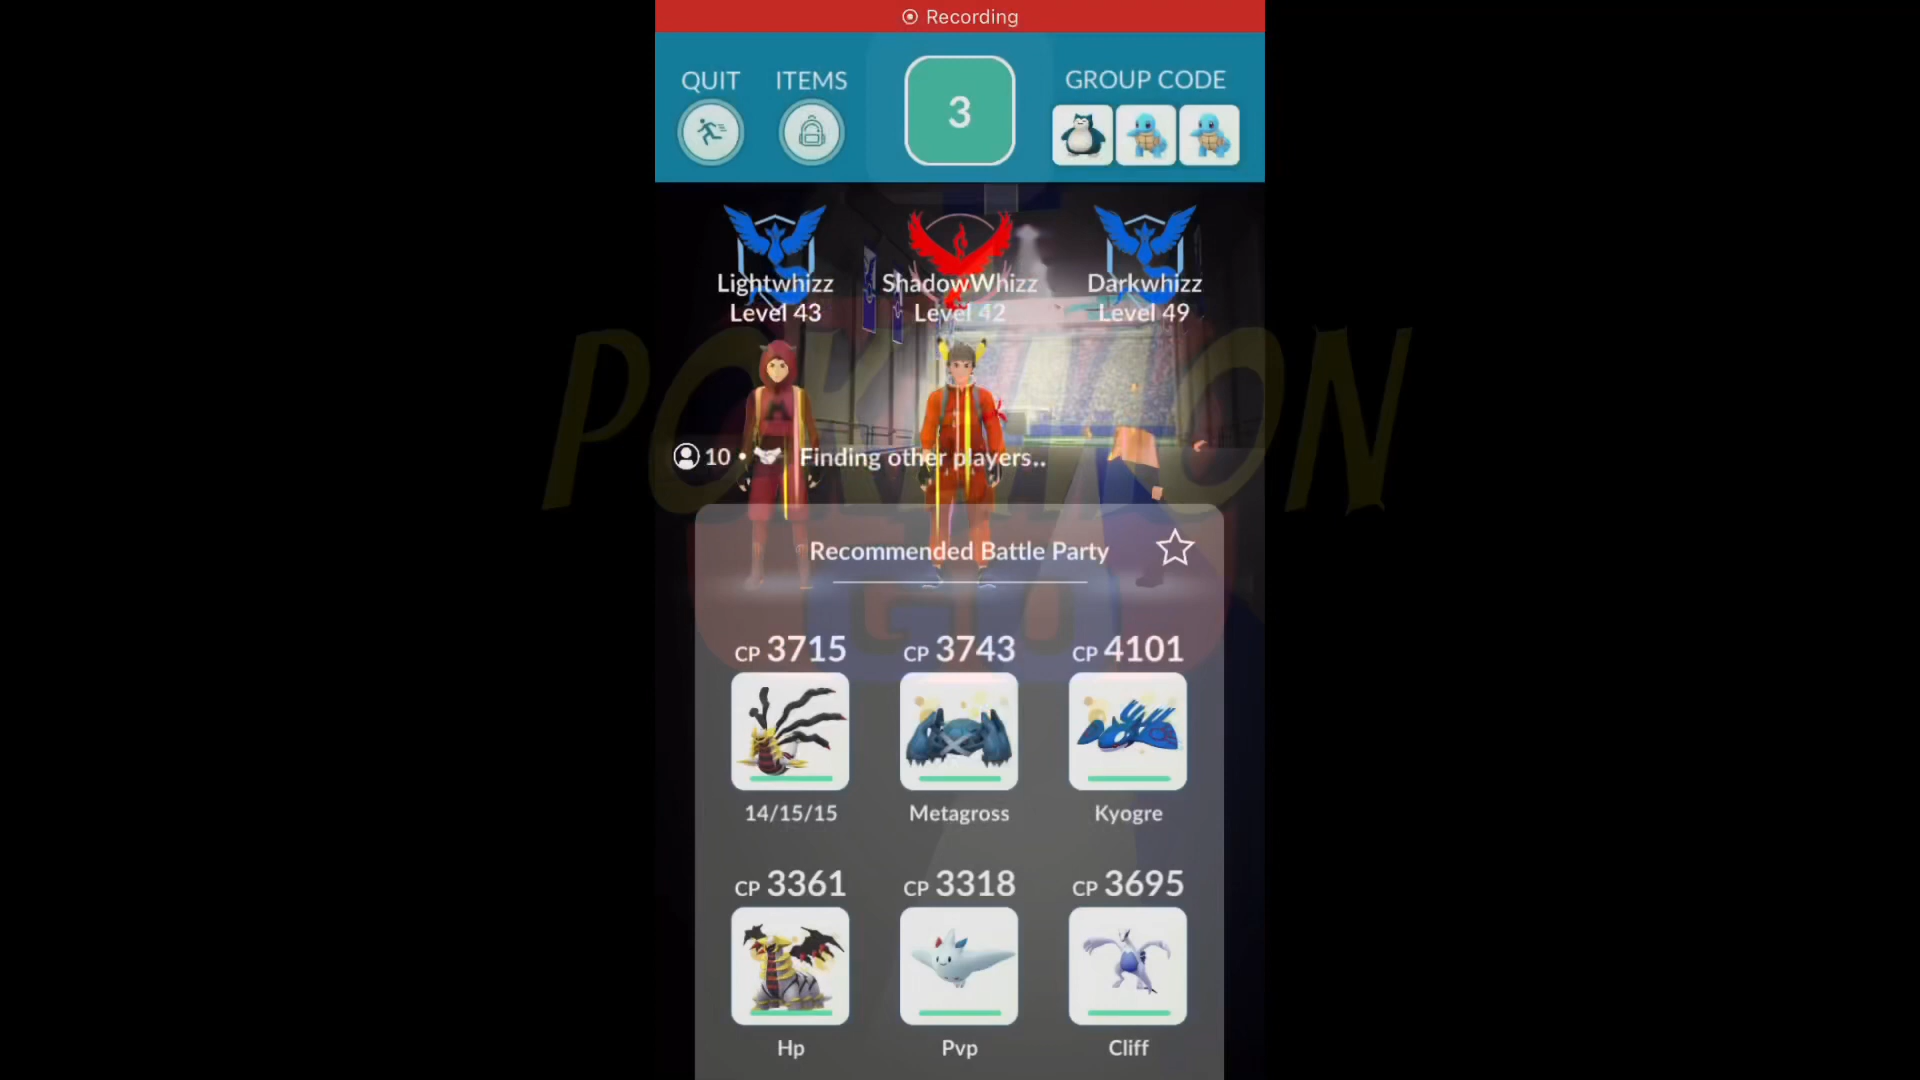 Recording
QUIT ITEMS 3 GROUP CODE
Lightwhizz ShadowWhizz Darkwhizz
Level 43 Level 42 Level 49
10 • Finding other players..
POKÉMON
GO
Recommended Battle Party
CP 3715 CP 3743 CP 4101
14/15/15 Metagross Kyogre
CP 3361 CP 3318 CP 3695
Hp Pvp Cliff